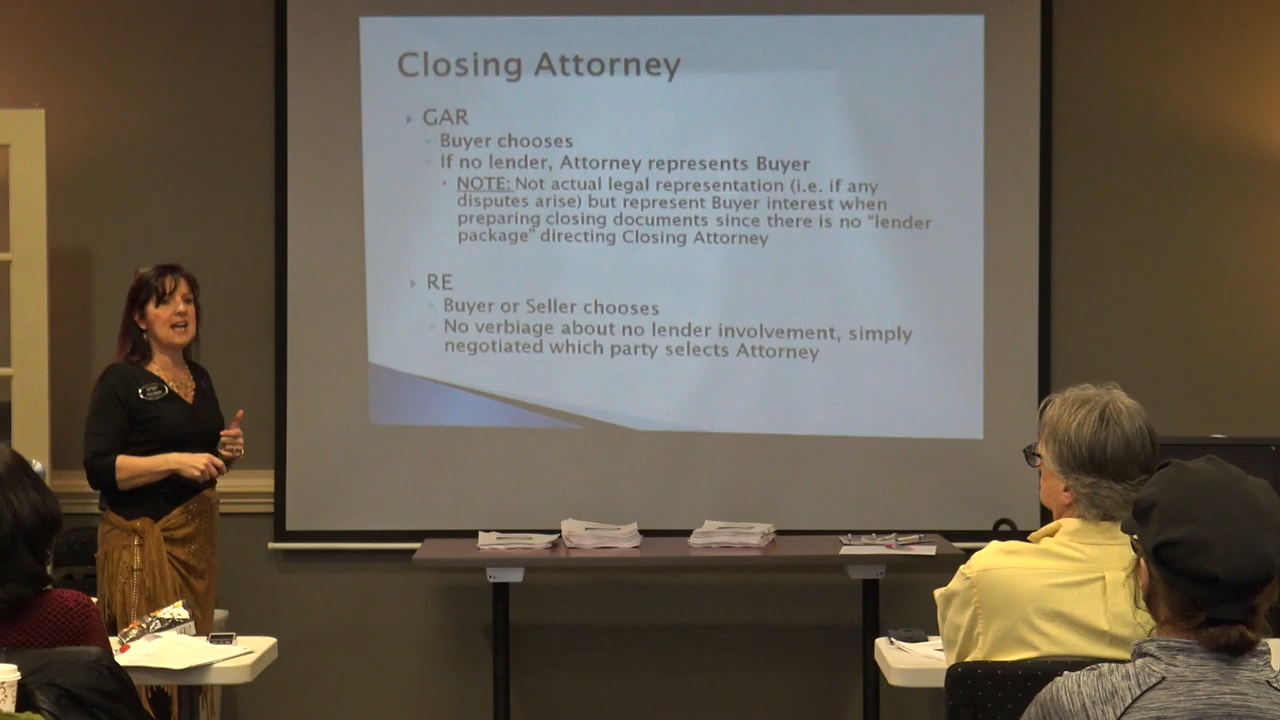 Closing Attorney
GAR
Buyer chooses
If no lender, Attorney represents Buyer
NOTE: Not actual legal representation (i.e. if any
disputes arise) but represent Buyer interest when
preparing closing documents since there is no “lender
package” directing Closing Attorney
RE
Buyer or Seller chooses
No verbiage about no lender involvement, simply
negotiated which party selects Attorney